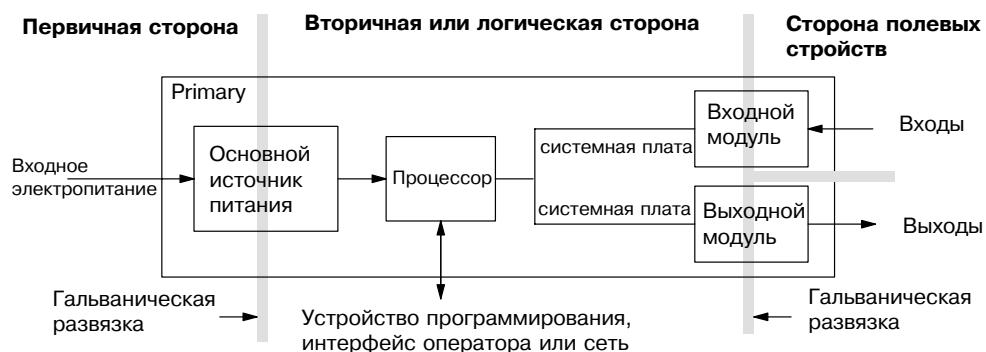 Первичная сторона
Вторичная или логическая сторона
Сторона полевых
стройств
Primary
Входное
электропитание
Основной
источник
питания
Процессор
системная плата
системная плата
Входной
модуль
Выходной
модуль
Входы
Выходы
Гальваническая
развязка
Устройство программирования,
интерфейс оператора или сеть
Гальваническая
развязка